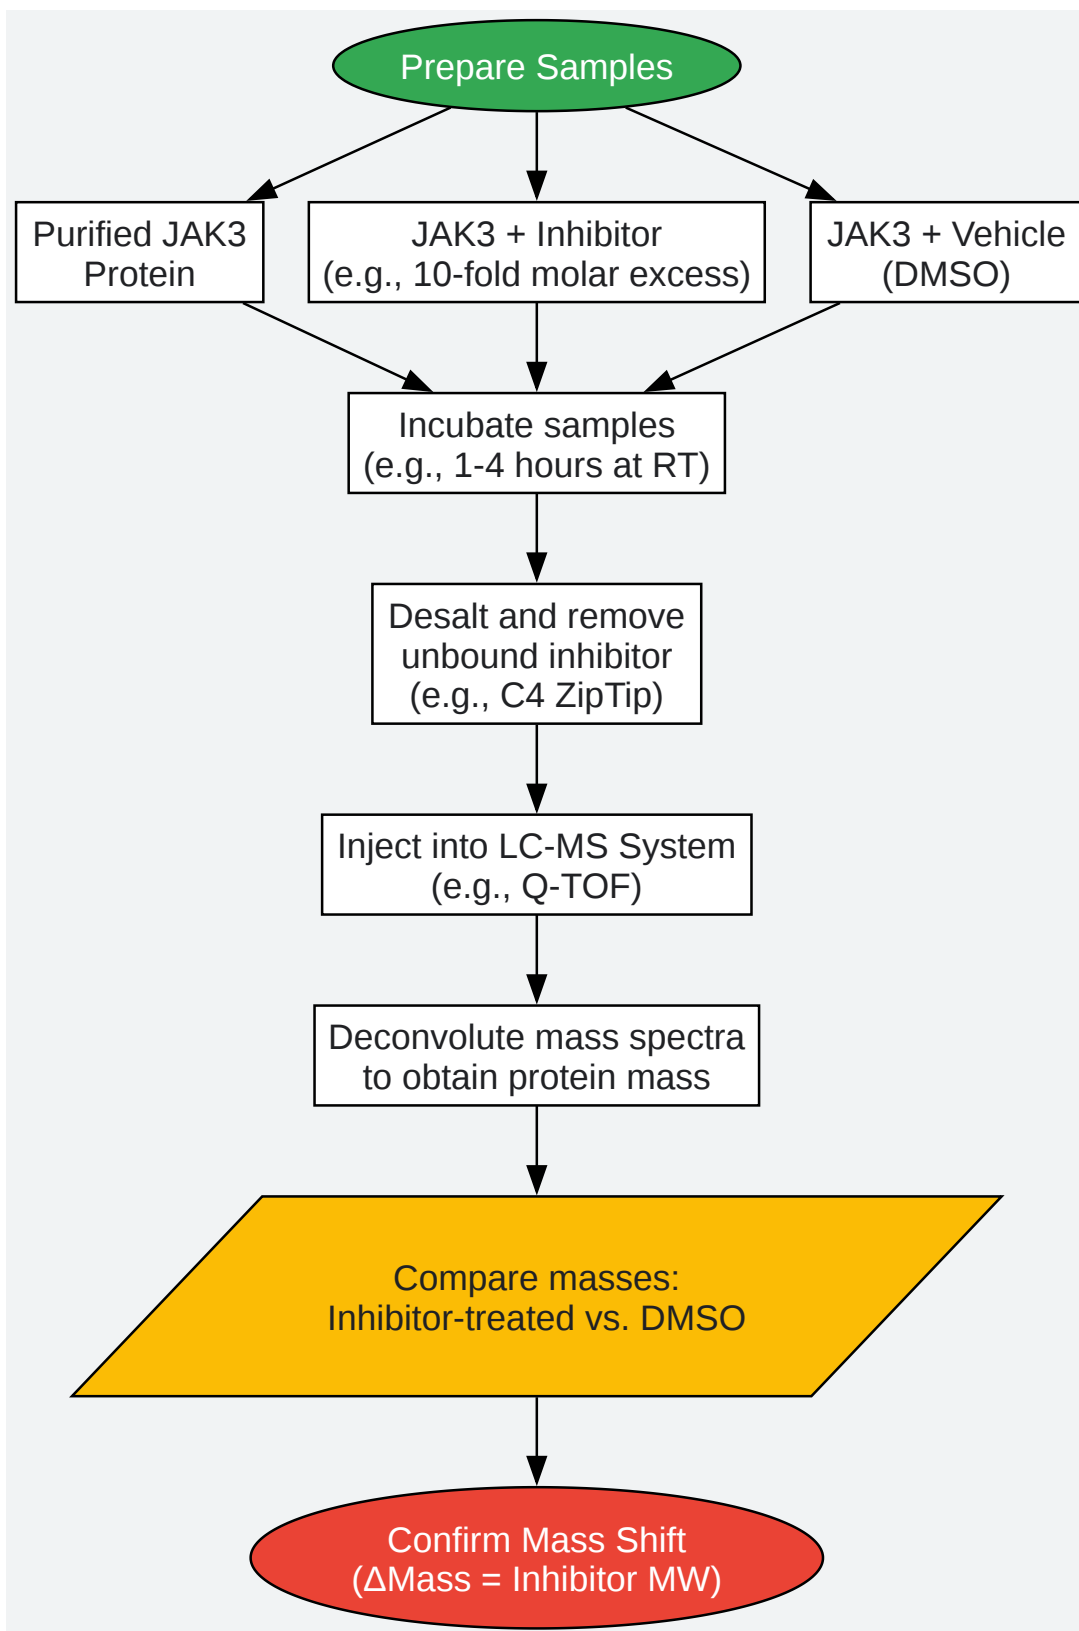 Prepare Samples
Purified JAK3
Protein
JAK3 + Inhibitor
(e.g., 10-fold molar excess)
JAK3 + Vehicle
(DMSO)
Incubate samples
(e.g., 1-4 hours at RT)
Desalt and remove
unbound inhibitor
(e.g., C4 ZipTip)
Inject into LC-MS System
(e.g., Q-TOF)
Deconvolute mass spectra
to obtain protein mass
Compare masses:
Inhibitor-treated vs. DMSO
Confirm Mass Shift
(ΔMass = Inhibitor MW)